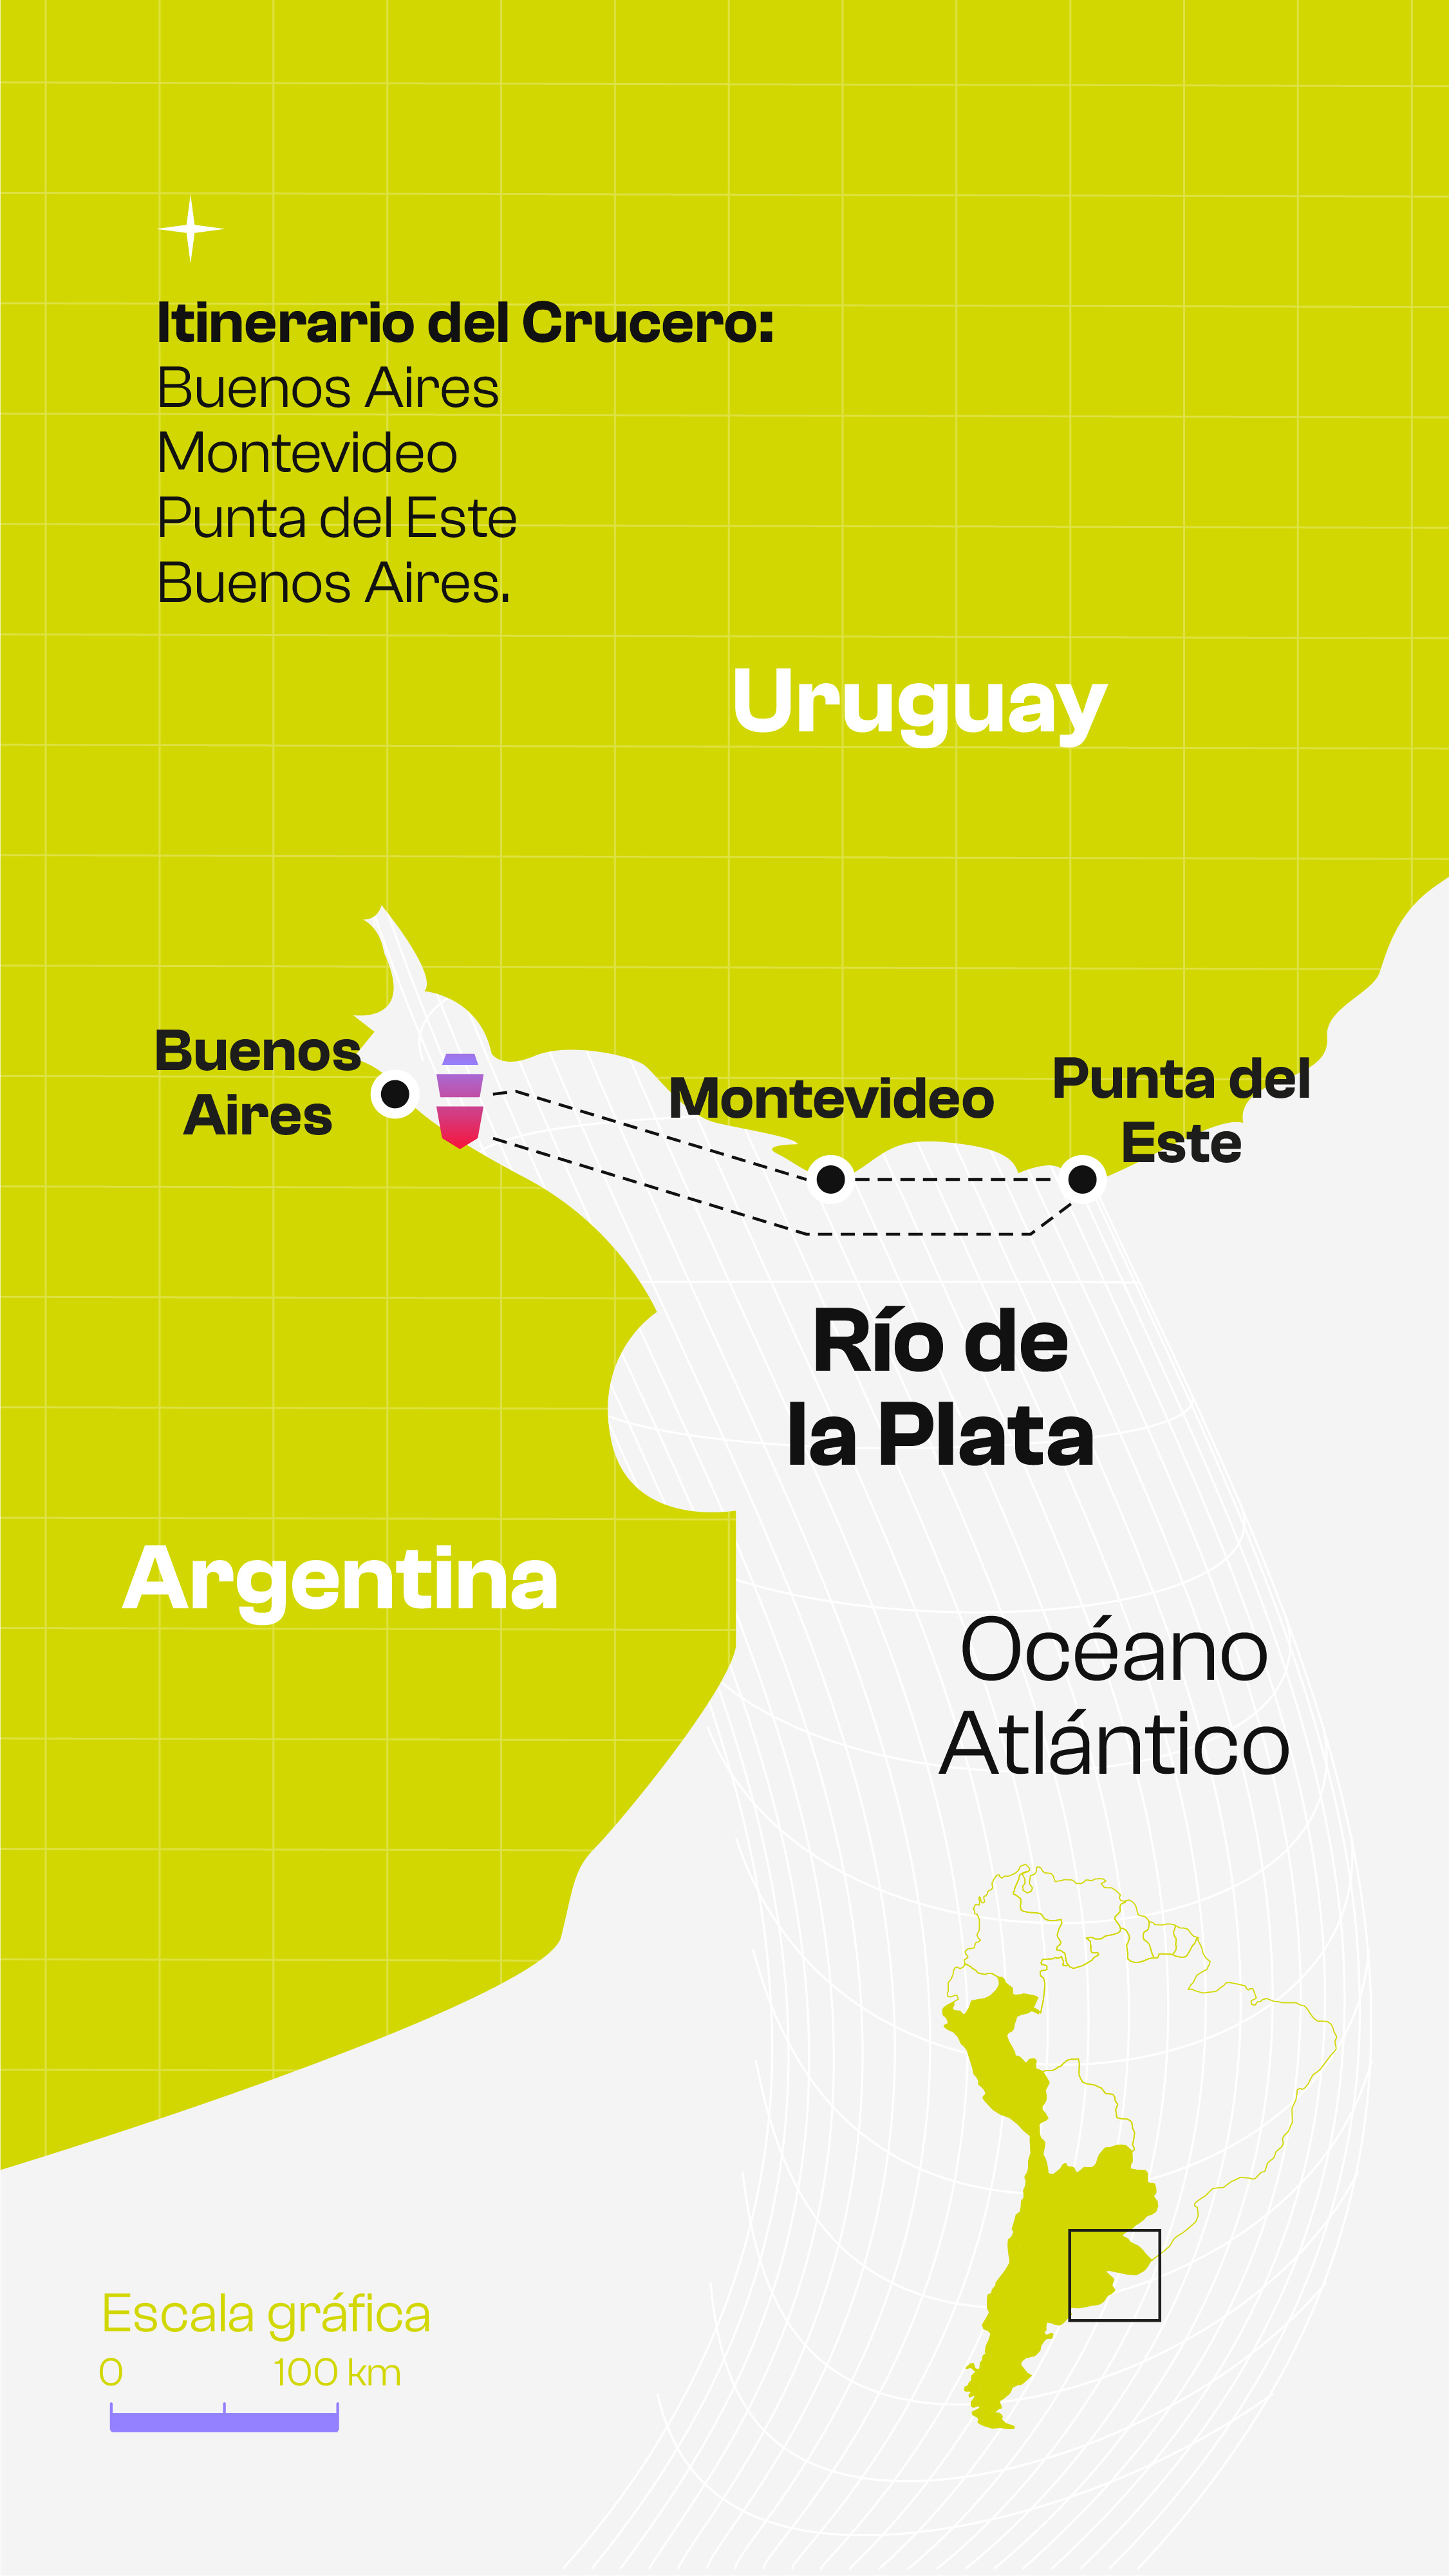 Itinerario del Crucero:
Buenos Aires
Montevideo
Punta del Este
Buenos Aires.
Uruguay
Buenos
Aires
Montevideo
Punta del
Este
Río de
la Plata
Argentina
Océano
Atlántico
Escala gráfica
0 100 km